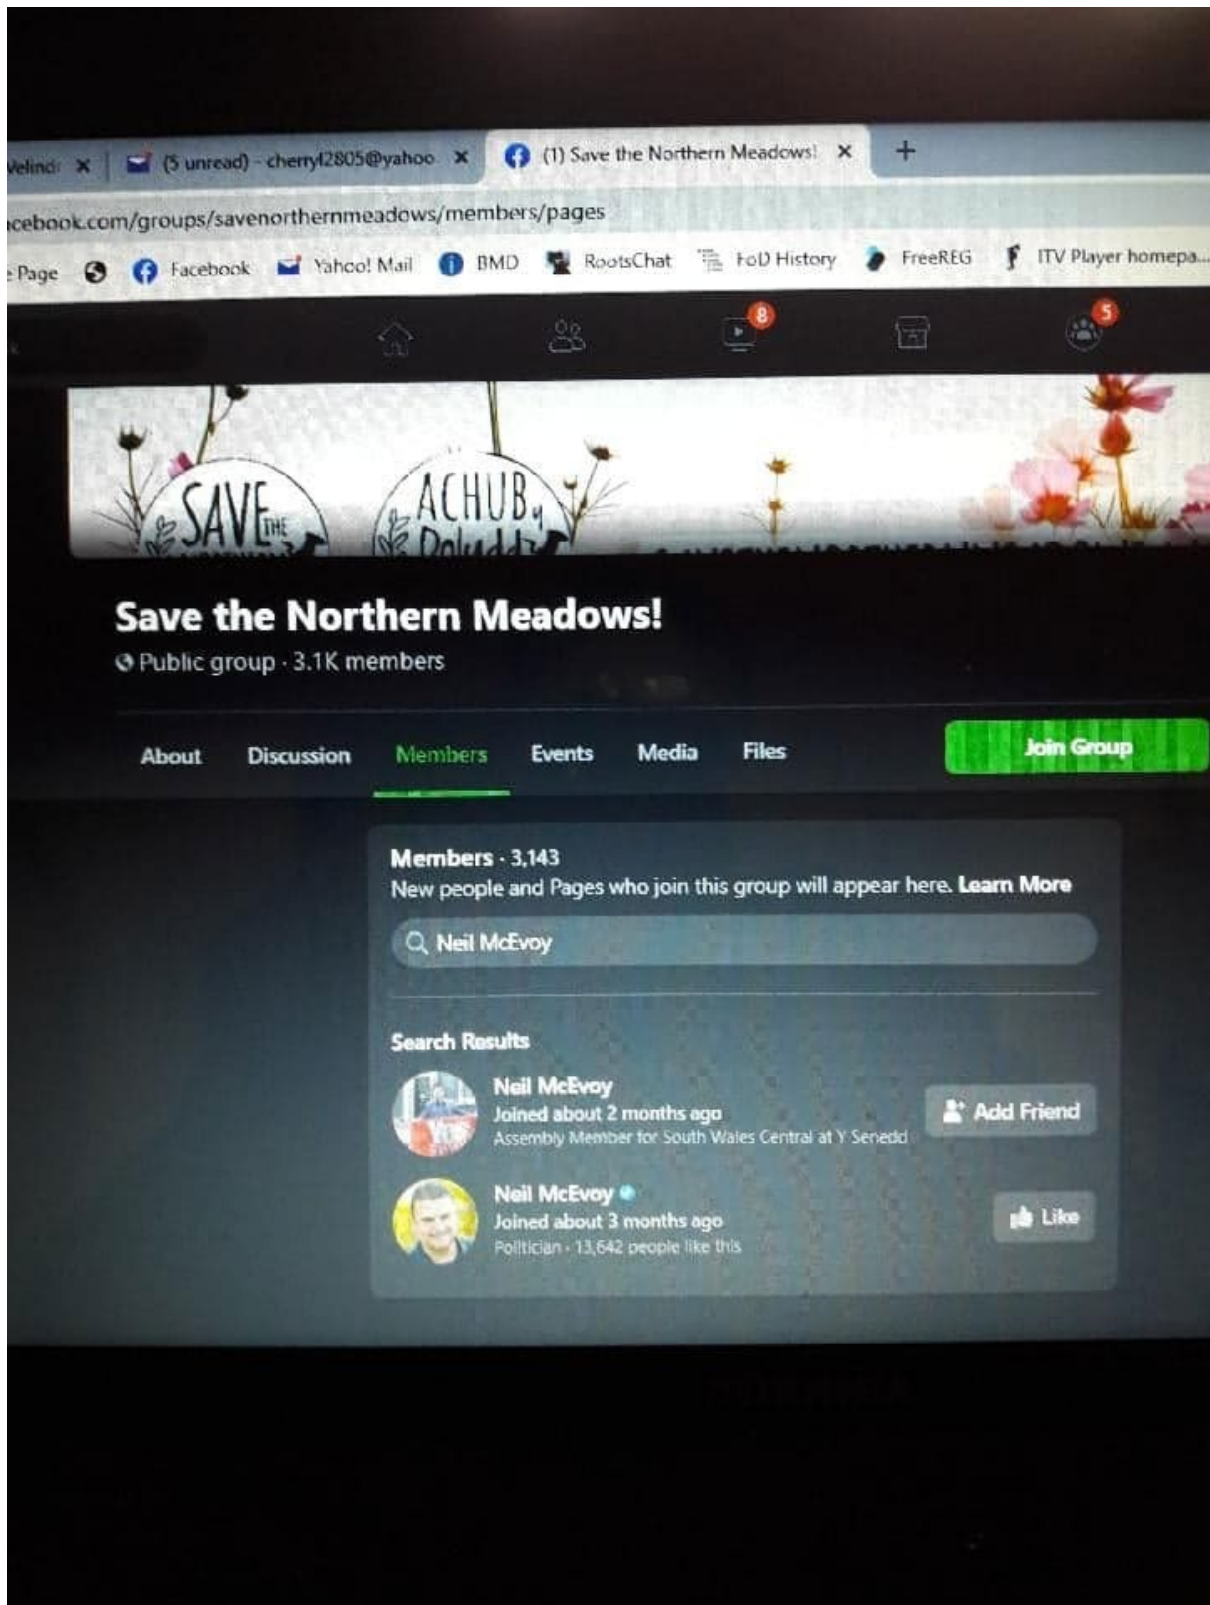 (5 unread) - cherryl2805@yahoo
(1) Save the Northern Meadows!
cebook.com/groups/savenorthernmeadows/members/pages
Page Facebook Yahoo! Mail BMD RootsChat FoD History FreeREG ITV Player homepa...
8 5
SAVE THE
ACHUB y
Save the Northern Meadows!
Public group · 3.1K members
About Discussion Members Events Media Files Join Group
Members · 3,143
New people and Pages who join this group will appear here. Learn More
Neil McEvoy
Search Results
Neil McEvoy
Joined about 2 months ago
Assembly Member for South Wales Central at Y Senedd
Add Friend
Neil McEvoy
Joined about 3 months ago
Politician · 13,642 people like this
Like